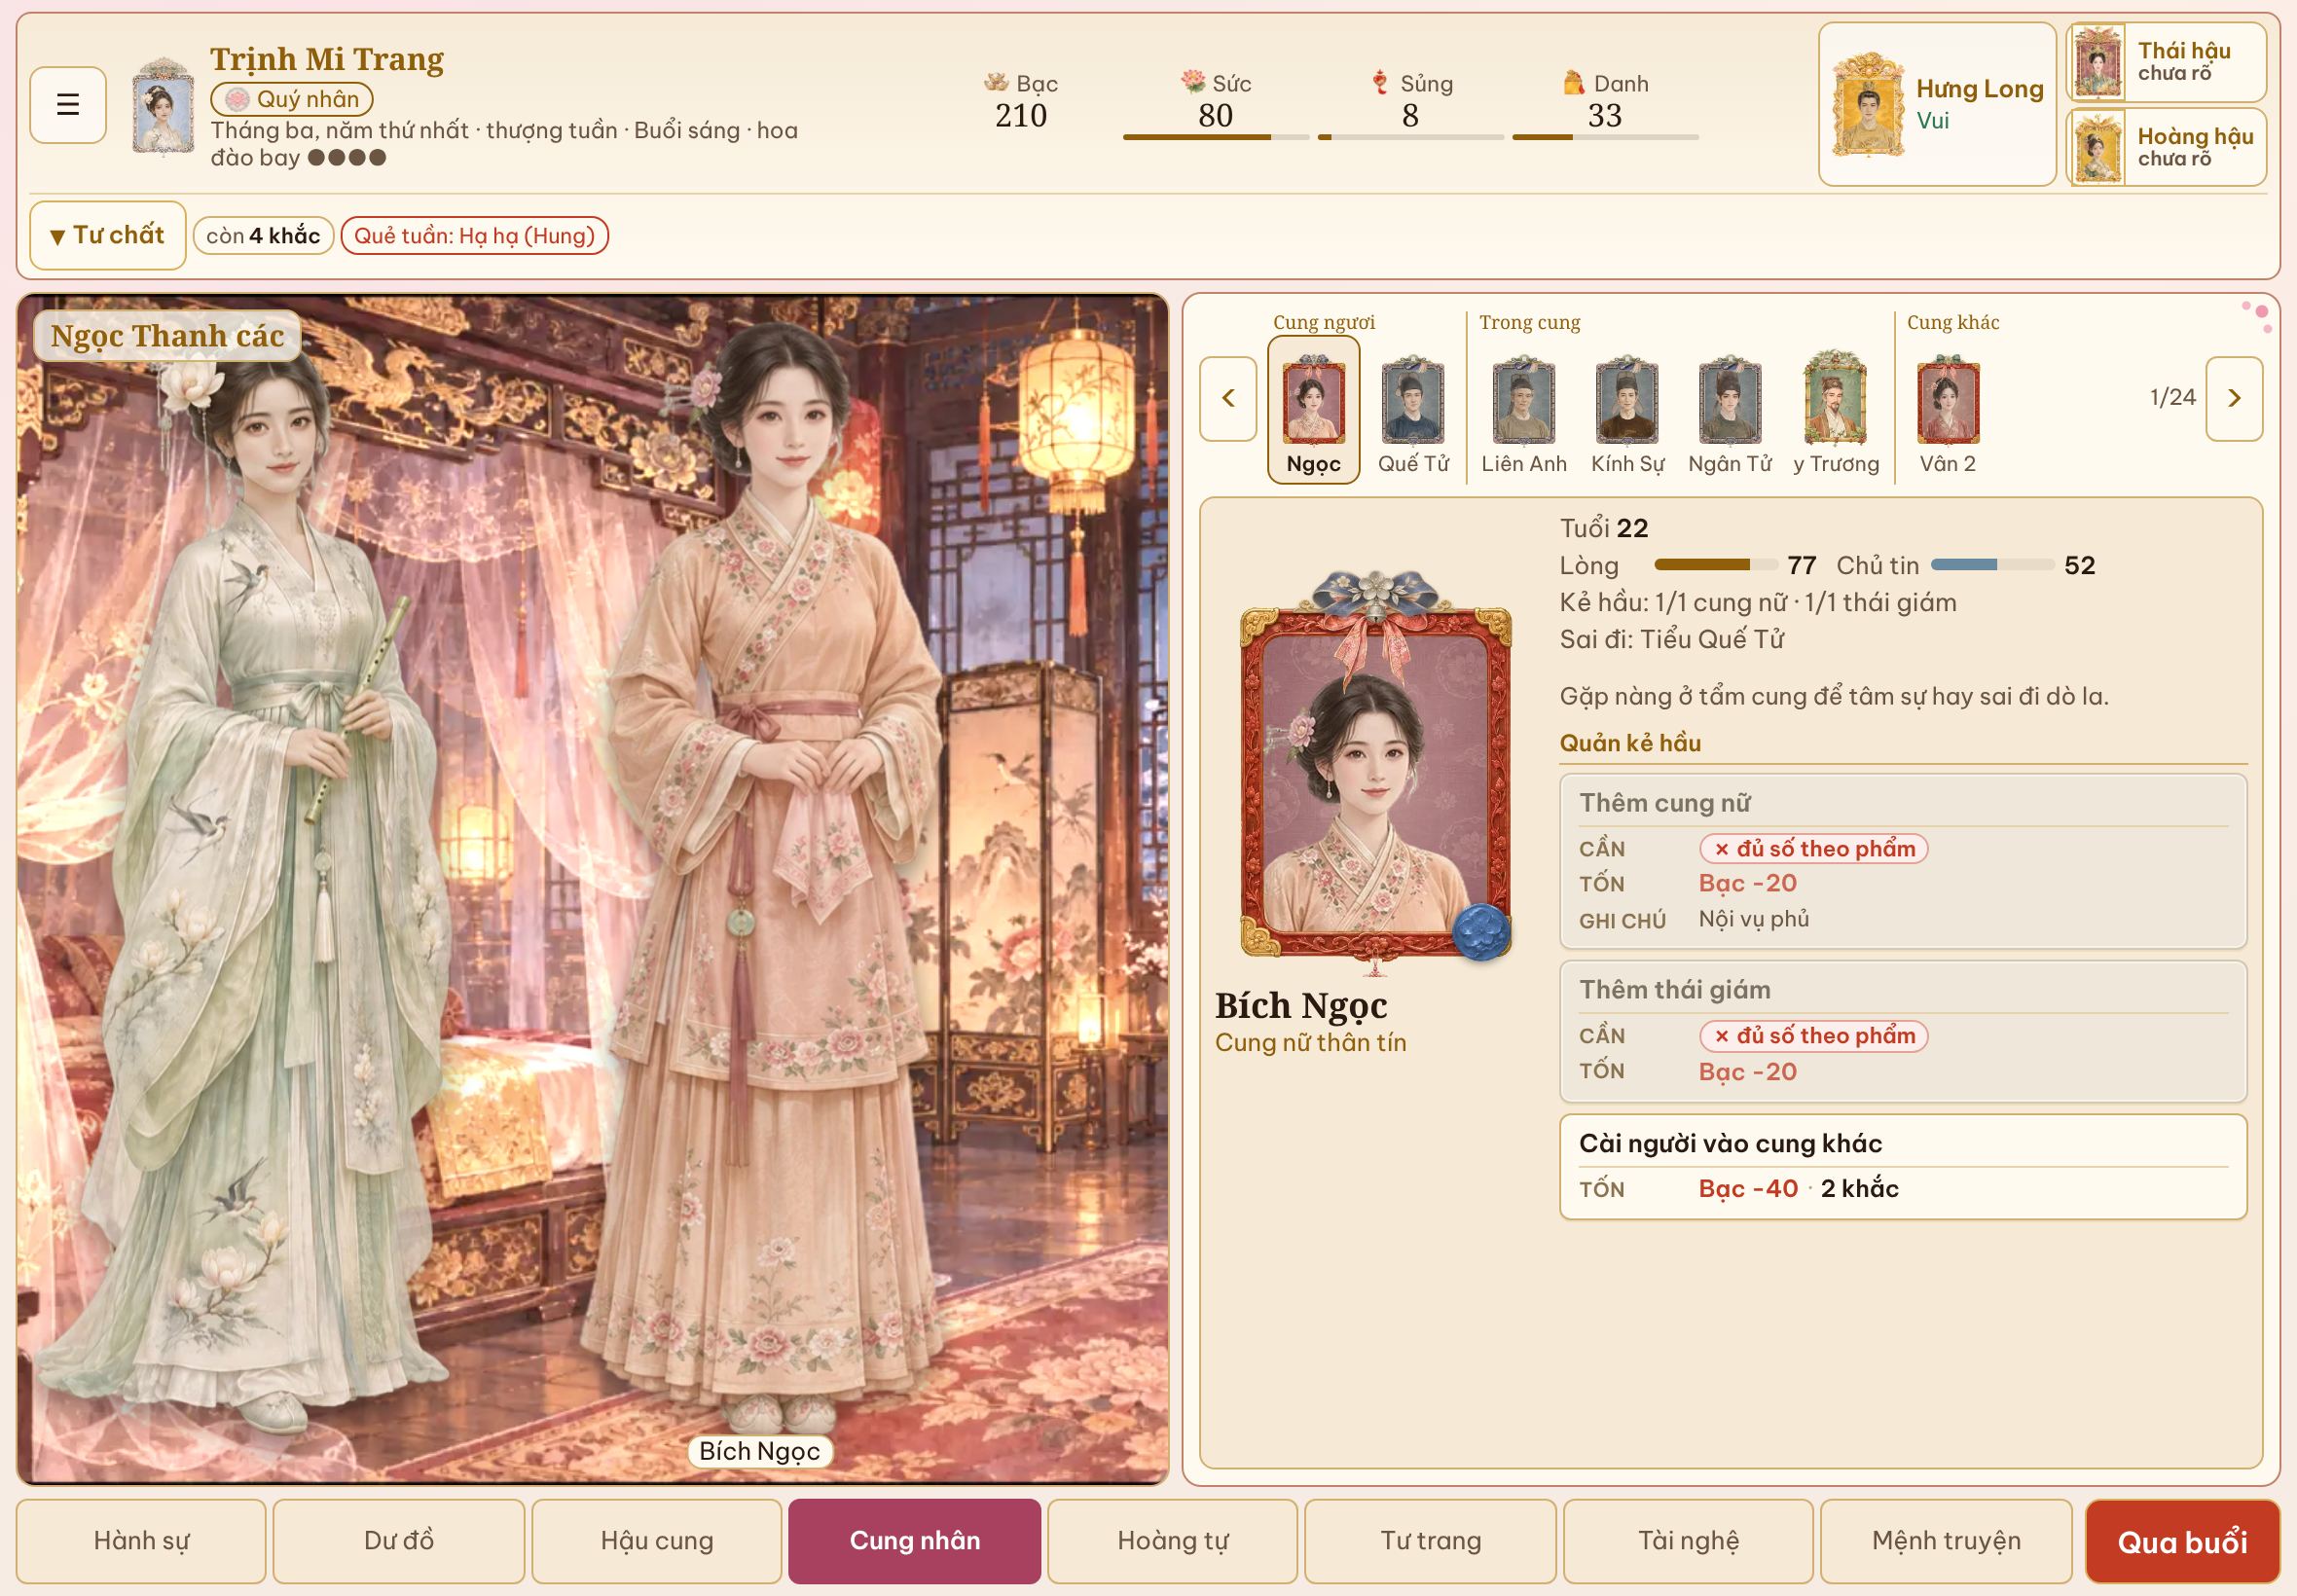 ☰
Trịnh Mi Trang
Quý nhân
Tháng ba, năm thứ nhất · thượng tuần · Buổi sáng · hoa
đào bay ●●●●
Bạc
210
Sức
80
Sủng
8
Danh
33
Hưng Long
Vui
Thái hậu
chưa rõ
Hoàng hậu
chưa rõ
▼ Tư chất
còn 4 khắc
Quẻ tuần: Hạ hạ (Hung)
Ngọc Thanh các
Bích Ngọc
Cung ngươi
Trong cung
Cung khác
‹
Ngọc
Quế Tử
Liên Anh
Kính Sự
Ngân Tử
y Trương
Vân 2
1/24
›
Bích Ngọc
Cung nữ thân tín
Tuổi 22
Lòng 77 Chủ tin 52
Kẻ hầu: 1/1 cung nữ · 1/1 thái giám
Sai đi: Tiểu Quế Tử
Gặp nàng ở tẩm cung để tâm sự hay sai đi dò la.
Quản kẻ hầu
Thêm cung nữ
CẦN × đủ số theo phẩm
TỐN Bạc -20
GHI CHÚ Nội vụ phủ
Thêm thái giám
CẦN × đủ số theo phẩm
TỐN Bạc -20
Cài người vào cung khác
TỐN Bạc -40 · 2 khắc
Hành sự
Dư đồ
Hậu cung
Cung nhân
Hoàng tự
Tư trang
Tài nghệ
Mệnh truyện
Qua buổi